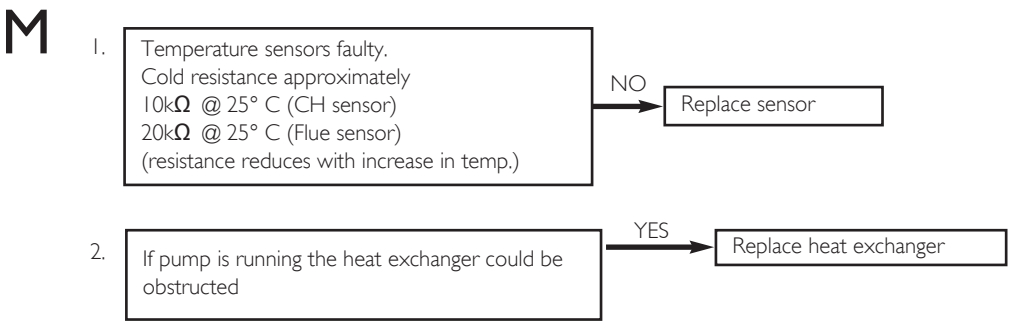 M
1. Temperature sensors faulty.
Cold resistance approximately
10kΩ @ 25° C (CH sensor)
20kΩ @ 25° C (Flue sensor)
(resistance reduces with increase in temp.)
NO
Replace sensor
2. If pump is running the heat exchanger could be
obstructed
YES
Replace heat exchanger